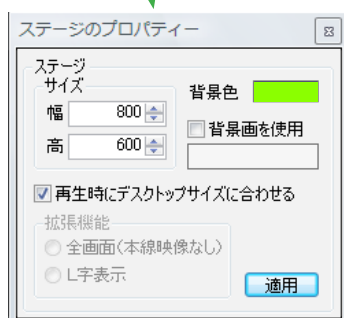 ステージのプロパティー
ステージ
サイズ
幅 800
高 600
背景色
背景画を使用
再生時にデスクトップサイズに合わせる
拡張機能
全画面(本線映像なし)
L字表示
適用